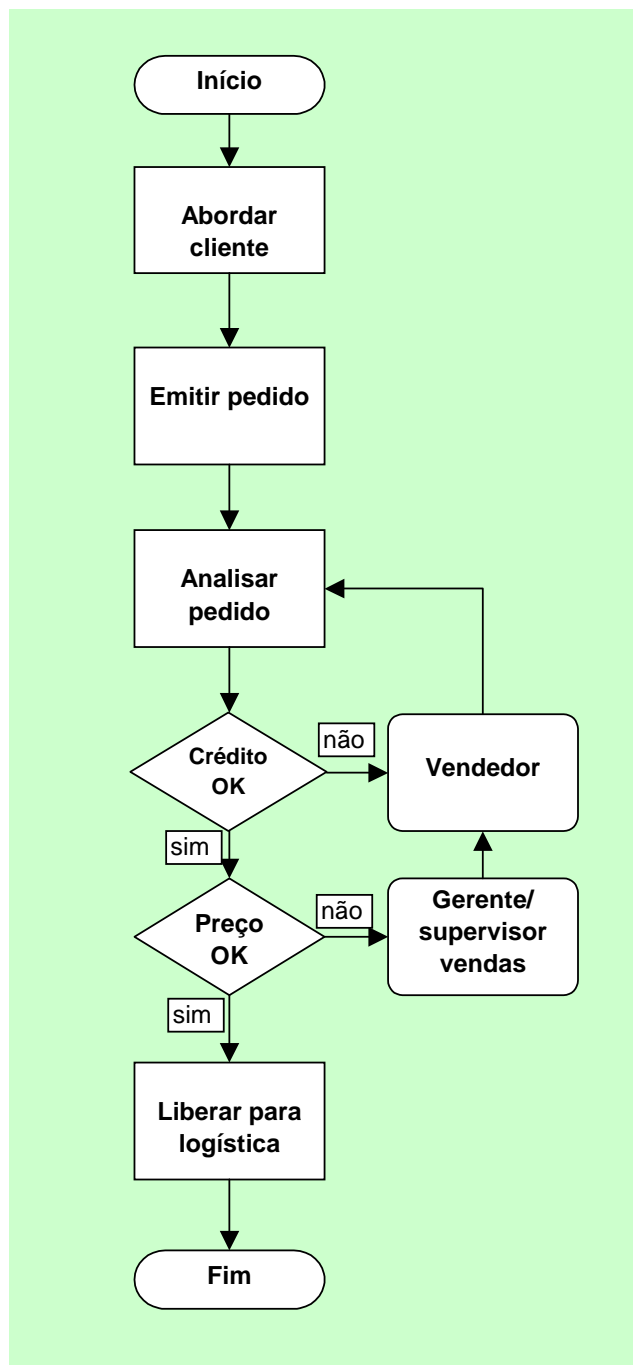 Início
Abordar
cliente
Emitir pedido
Analisar
pedido
Crédito
OK
não
Vendedor
sim
Preço
OK
não
Gerente/
supervisor
vendas
sim
Liberar para
logística
Fim